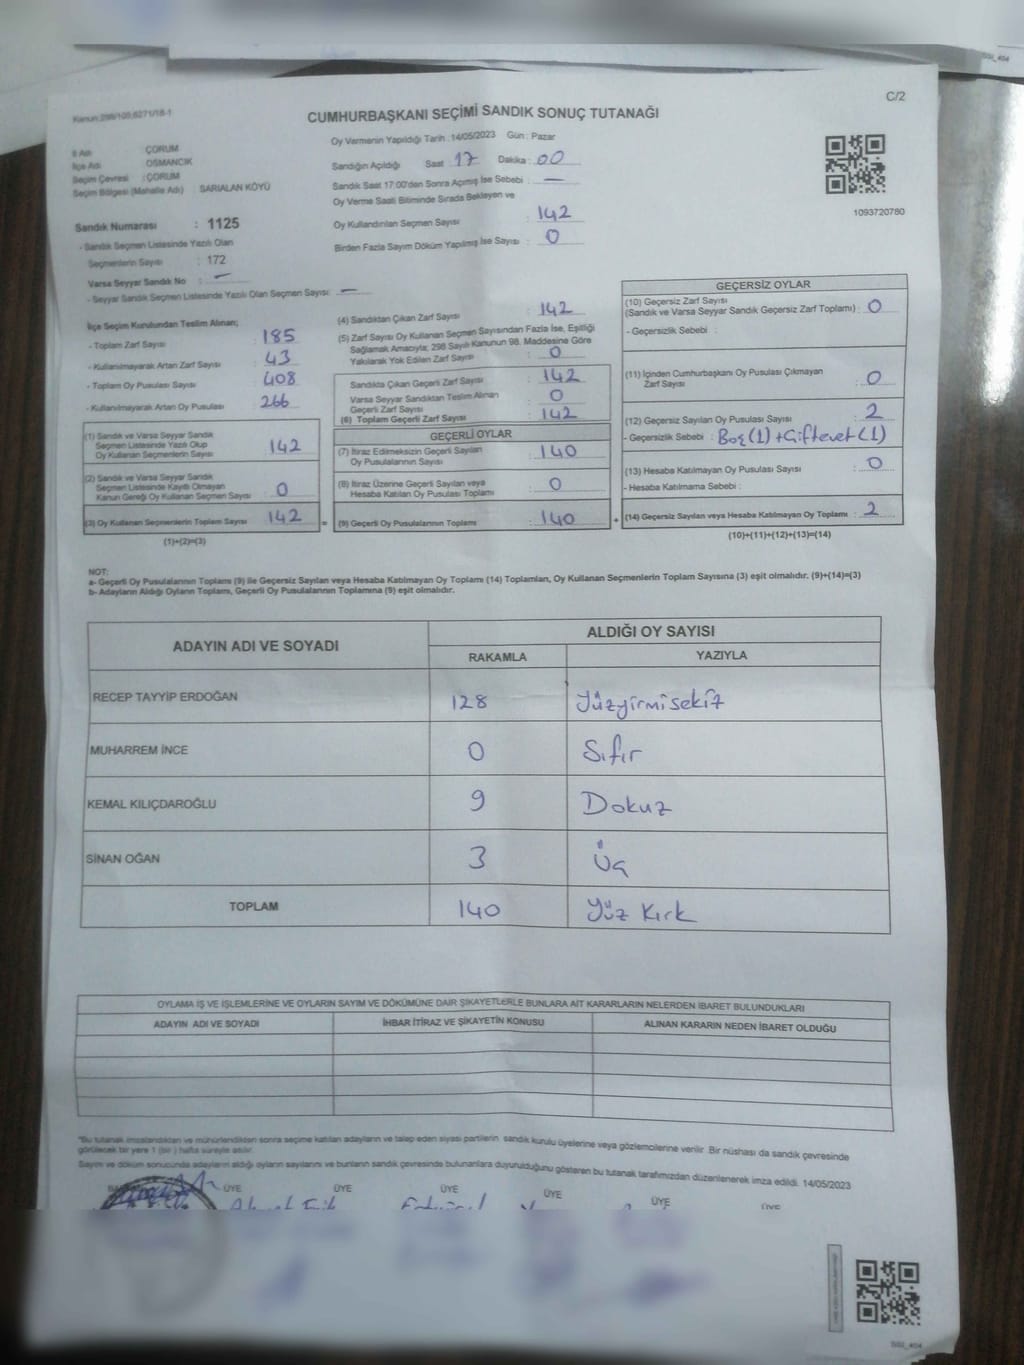 C/2
Kanun:298/105,6271/18-1
CUMHURBAŞKANI SEÇİMİ SANDIK SONUÇ TUTANAĞI
İl Adı : ÇORUM
İlçe Adı : OSMANCIK
Seçim Çevresi : ÇORUM
Seçim Bölgesi (Mahalle Adı) : SARIALAN KÖYÜ
Sandık Numarası : 1125
- Sandık Seçmen Listesinde Yazılı Olan
Seçmenlerin Sayısı : 172
Varsa Seyyar Sandık No : —
- Seyyar Sandık Seçmen Listesinde Yazılı Olan Seçmen Sayısı: —
Oy Vermenin Yapıldığı Tarih : 14/05/2023 Gün : Pazar
Sandığın Açıldığı Saat : 17 Dakika : 00
Sandık Saat 17:00'den Sonra Açılmış İse Sebebi : —
Oy Verme Saati Bitiminde Sırada Bekleyen ve
Oy Kullandırılan Seçmen Sayısı : 142
Birden Fazla Sayım Döküm Yapılmış İse Sayısı : 0
1093720780
İlçe Seçim Kurulundan Teslim Alınan;
- Toplam Zarf Sayısı : 185
- Kullanılmayarak Artan Zarf Sayısı : 43
- Toplam Oy Pusulası Sayısı : 408
- Kullanılmayarak Artan Oy Pusulası : 266
(1) Sandık ve Varsa Seyyar Sandık
Seçmen Listesinde Yazılı Olup
Oy Kullanan Seçmenlerin Sayısı : 142
(2) Sandık ve Varsa Seyyar Sandık
Seçmen Listesinde Kayıtlı Olmayan
Kanun Gereği Oy Kullanan Seçmen Sayısı : 0
(3) Oy Kullanan Seçmenlerin Toplam Sayısı : 142 =
(1)+(2)=(3)
(4) Sandıktan Çıkan Zarf Sayısı : 142
(5) Zarf Sayısı Oy Kullanan Seçmen Sayısından Fazla İse, Eşitliği
Sağlamak Amacıyla; 298 Sayılı Kanunun 98. Maddesine Göre
Yakılarak Yok Edilen Zarf Sayısı : 0
Sandıkta Çıkan Geçerli Zarf Sayısı : 142
Varsa Seyyar Sandıktan Teslim Alınan
Geçerli Zarf Sayısı : 0
(6) Toplam Geçerli Zarf Sayısı : 142
GEÇERLİ OYLAR
(7) İtiraz Edilmeksizin Geçerli Sayılan
Oy Pusulalarının Sayısı : 140
(8) İtiraz Üzerine Geçerli Sayılan veya
Hesaba Katılan Oy Pusulası Toplamı : 0
(9) Geçerli Oy Pusulalarının Toplamı : 140 +
GEÇERSİZ OYLAR
(10) Geçersiz Zarf Sayısı
(Sandık ve Varsa Seyyar Sandık Geçersiz Zarf Toplamı) : 0
- Geçersizlik Sebebi :
(11) İçinden Cumhurbaşkanı Oy Pusulası Çıkmayan
Zarf Sayısı : 0
(12) Geçersiz Sayılan Oy Pusulası Sayısı : 2
- Geçersizlik Sebebi : Boş(1)+Çiftevet(1)
(13) Hesaba Katılmayan Oy Pusulası Sayısı : 0
- Hesaba Katılmama Sebebi :
(14) Geçersiz Sayılan veya Hesaba Katılmayan Oy Toplamı : 2
(10)+(11)+(12)+(13)=(14)
NOT:
a- Geçerli Oy Pusulalarının Toplamı (9) ile Geçersiz Sayılan veya Hesaba Katılmayan Oy Toplamı (14) Toplamları, Oy Kullanan Seçmenlerin Toplam Sayısına (3) eşit olmalıdır. (9)+(14)=(3)
b- Adayların Aldığı Oyların Toplamı, Geçerli Oy Pusulalarının Toplamına (9) eşit olmalıdır.
ADAYIN ADI VE SOYADI
ALDIĞI OY SAYISI
RAKAMLA YAZIYLA
RECEP TAYYİP ERDOĞAN 128 Yüzyirmisekiz
MUHARREM İNCE 0 Sıfır
KEMAL KILIÇDAROĞLU 9 Dokuz
SİNAN OĞAN 3 Üç
TOPLAM 140 Yüz Kırk
OYLAMA İŞ VE İŞLEMLERİNE VE OYLARIN SAYIM VE DÖKÜMÜNE DAİR ŞİKAYETLERLE BUNLARA AİT KARARLARIN NELERDEN İBARET BULUNDUKLARI
ADAYIN ADI VE SOYADI İHBAR İTİRAZ VE ŞİKAYETİN KONUSU ALINAN KARARIN NEDEN İBARET OLDUĞU
"Bu tutanak imzalandıktan ve mühürlendikten sonra seçime katılan adayların ve talep eden siyasi partilerin sandık kurulu üyelerine veya gözlemcilerine verilir. Bir nüshası da sandık çevresinde
görülecek bir yere 1 (bir) hafta süreyle asılır.
Sayım ve döküm sonucunda adayların aldığı oyların sayılarını ve bunların sandık çevresinde bulunanlara duyurulduğunu gösteren bu tutanak tarafımızdan düzenlenerek imza edildi. 14/05/2023
ÜYE ÜYE ÜYE ÜYE ÜYE ÜYE